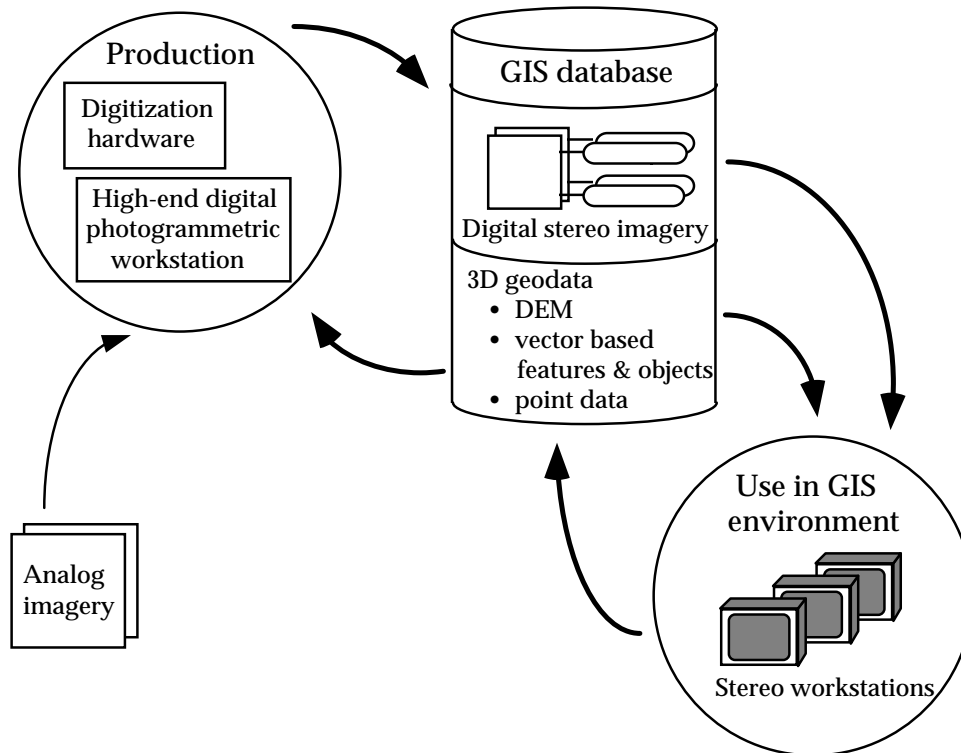 Production
Digitization
hardware
High-end digital
photogrammetric
workstation
GIS database
Digital stereo imagery
3D geodata
• DEM
• vector based
features & objects
• point data
Analog
imagery
Use in GIS
environment
Stereo workstations